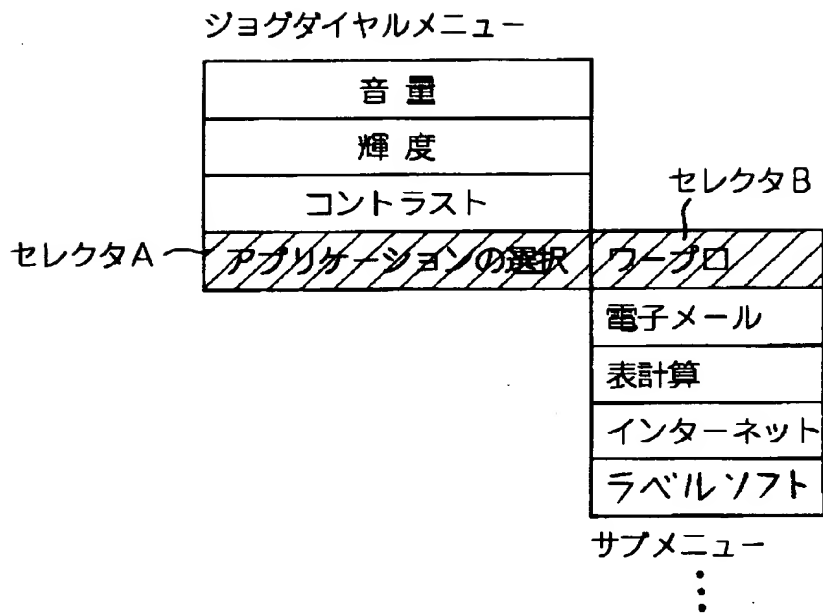 ジョグダイヤルメニュー
音量
輝度
コントラスト
セレクタB
セレクタA
アプリケーションの選択
ワープロ
電子メール
表計算
インターネット
ラベルソフト
サブメニュー